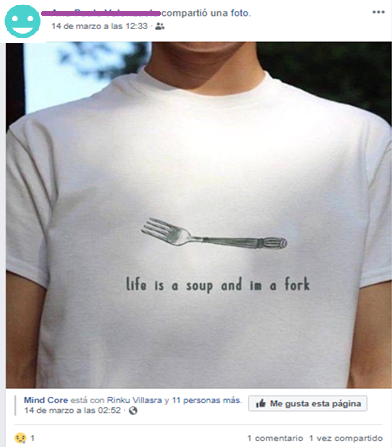 compartió una foto.
14 de marzo a las 12:33 ·
life is a soup and im a fork
Mind Core está con Rinku Villasra y 11 personas más.
14 de marzo a las 02:52 ·
Me gusta esta página
1
1 comentario 1 vez compartido